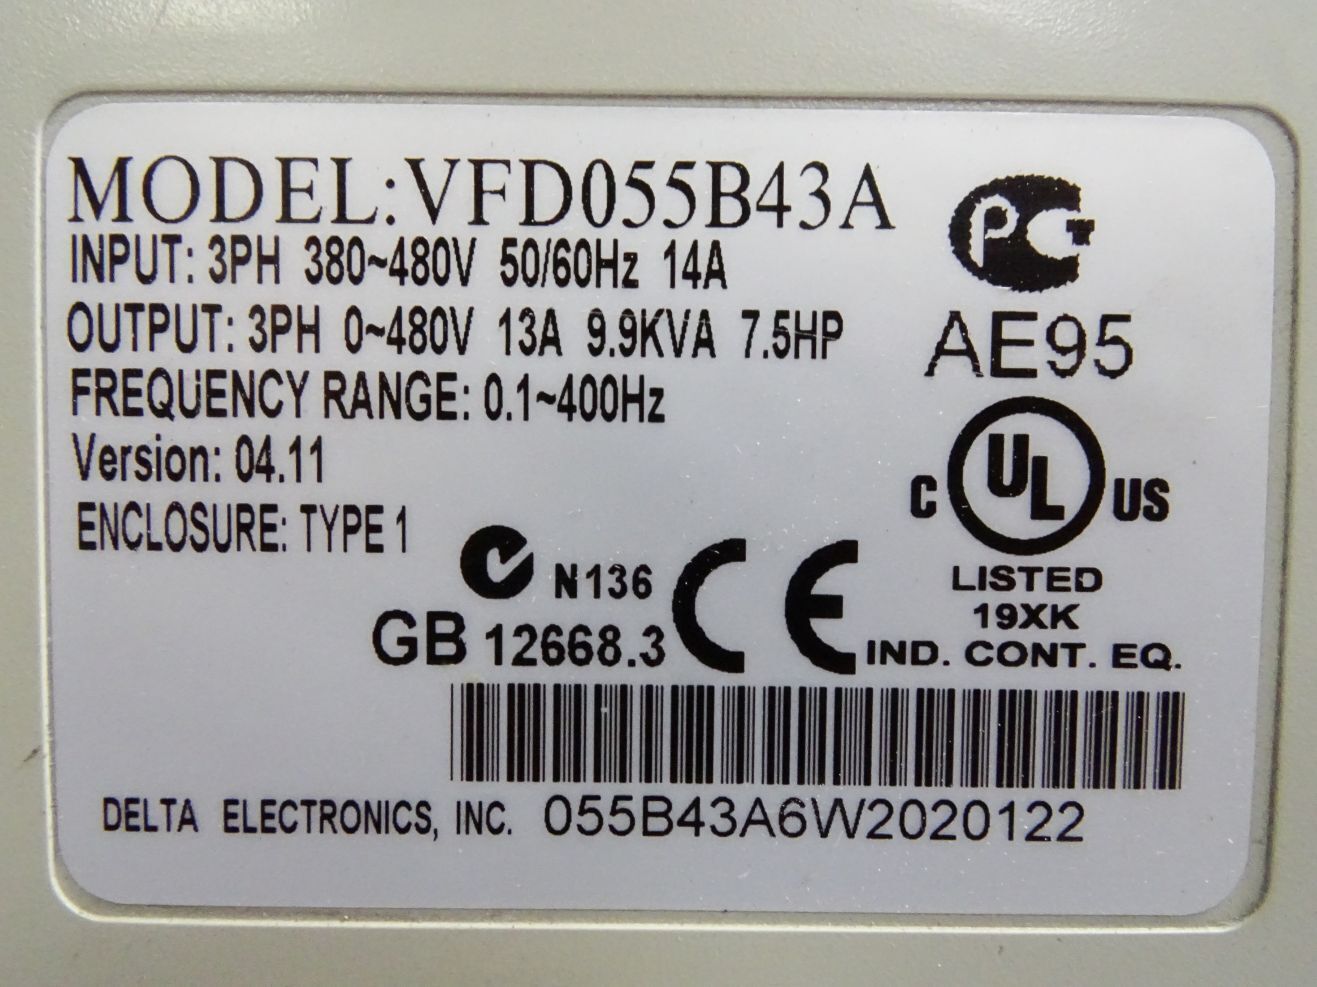 MODEL:VFD055B43A
INPUT: 3PH 380~480V 50/60Hz 14A
OUTPUT: 3PH 0~480V 13A 9.9KVA 7.5HP
FREQUENCY RANGE: 0.1~400Hz
Version: 04.11
ENCLOSURE: TYPE 1
PG
AE95
C UL US
LISTED
19XK
IND. CONT. EQ.
N136
GB 12668.3
CE
DELTA ELECTRONICS, INC. 055B43A6W2020122